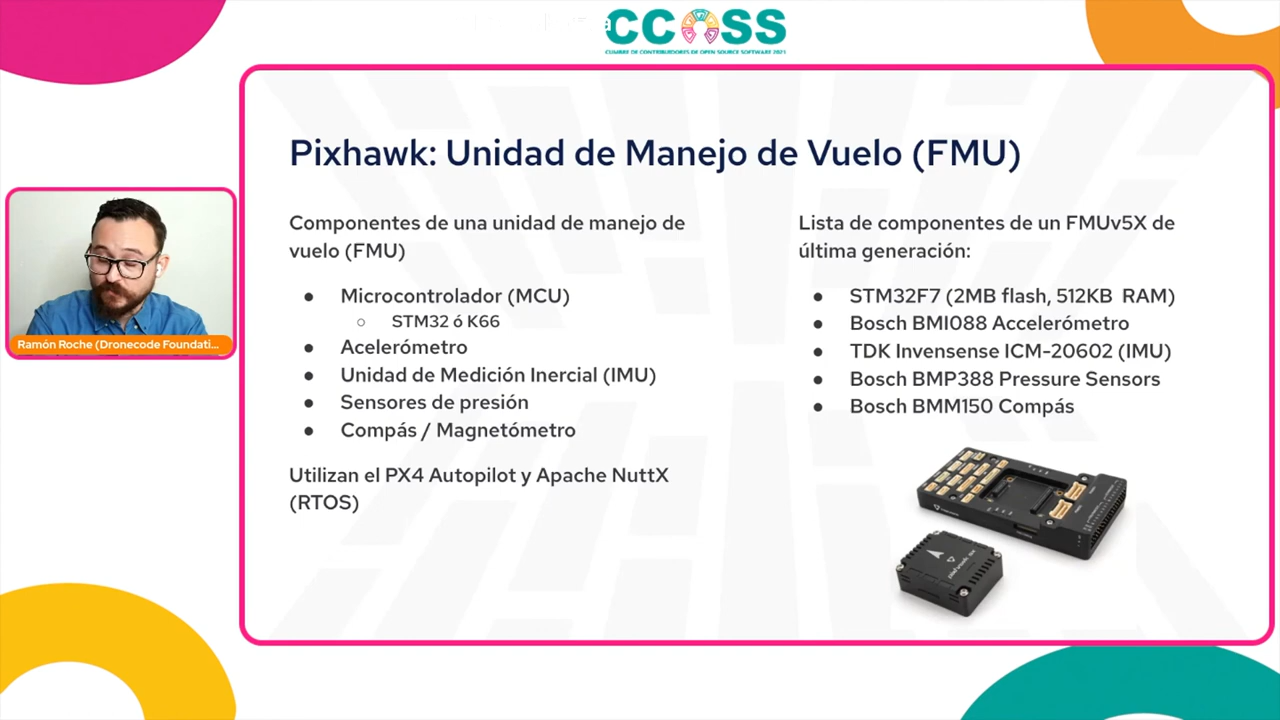 CCOSS
CUMBRE DE CONTRIBUIDORES DE OPEN SOURCE SOFTWARE 2021
Pixhawk: Unidad de Manejo de Vuelo (FMU)
Componentes de una unidad de manejo de
vuelo (FMU)
● Microcontrolador (MCU)
○ STM32 ó K66
● Acelerómetro
● Unidad de Medición Inercial (IMU)
● Sensores de presión
● Compás / Magnetómetro
Utilizan el PX4 Autopilot y Apache NuttX
(RTOS)
Lista de componentes de un FMUv5X de
última generación:
● STM32F7 (2MB flash, 512KB RAM)
● Bosch BMI088 Accelerómetro
● TDK Invensense ICM-20602 (IMU)
● Bosch BMP388 Pressure Sensors
● Bosch BMM150 Compás
Ramón Roche (Dronecode Foundati...